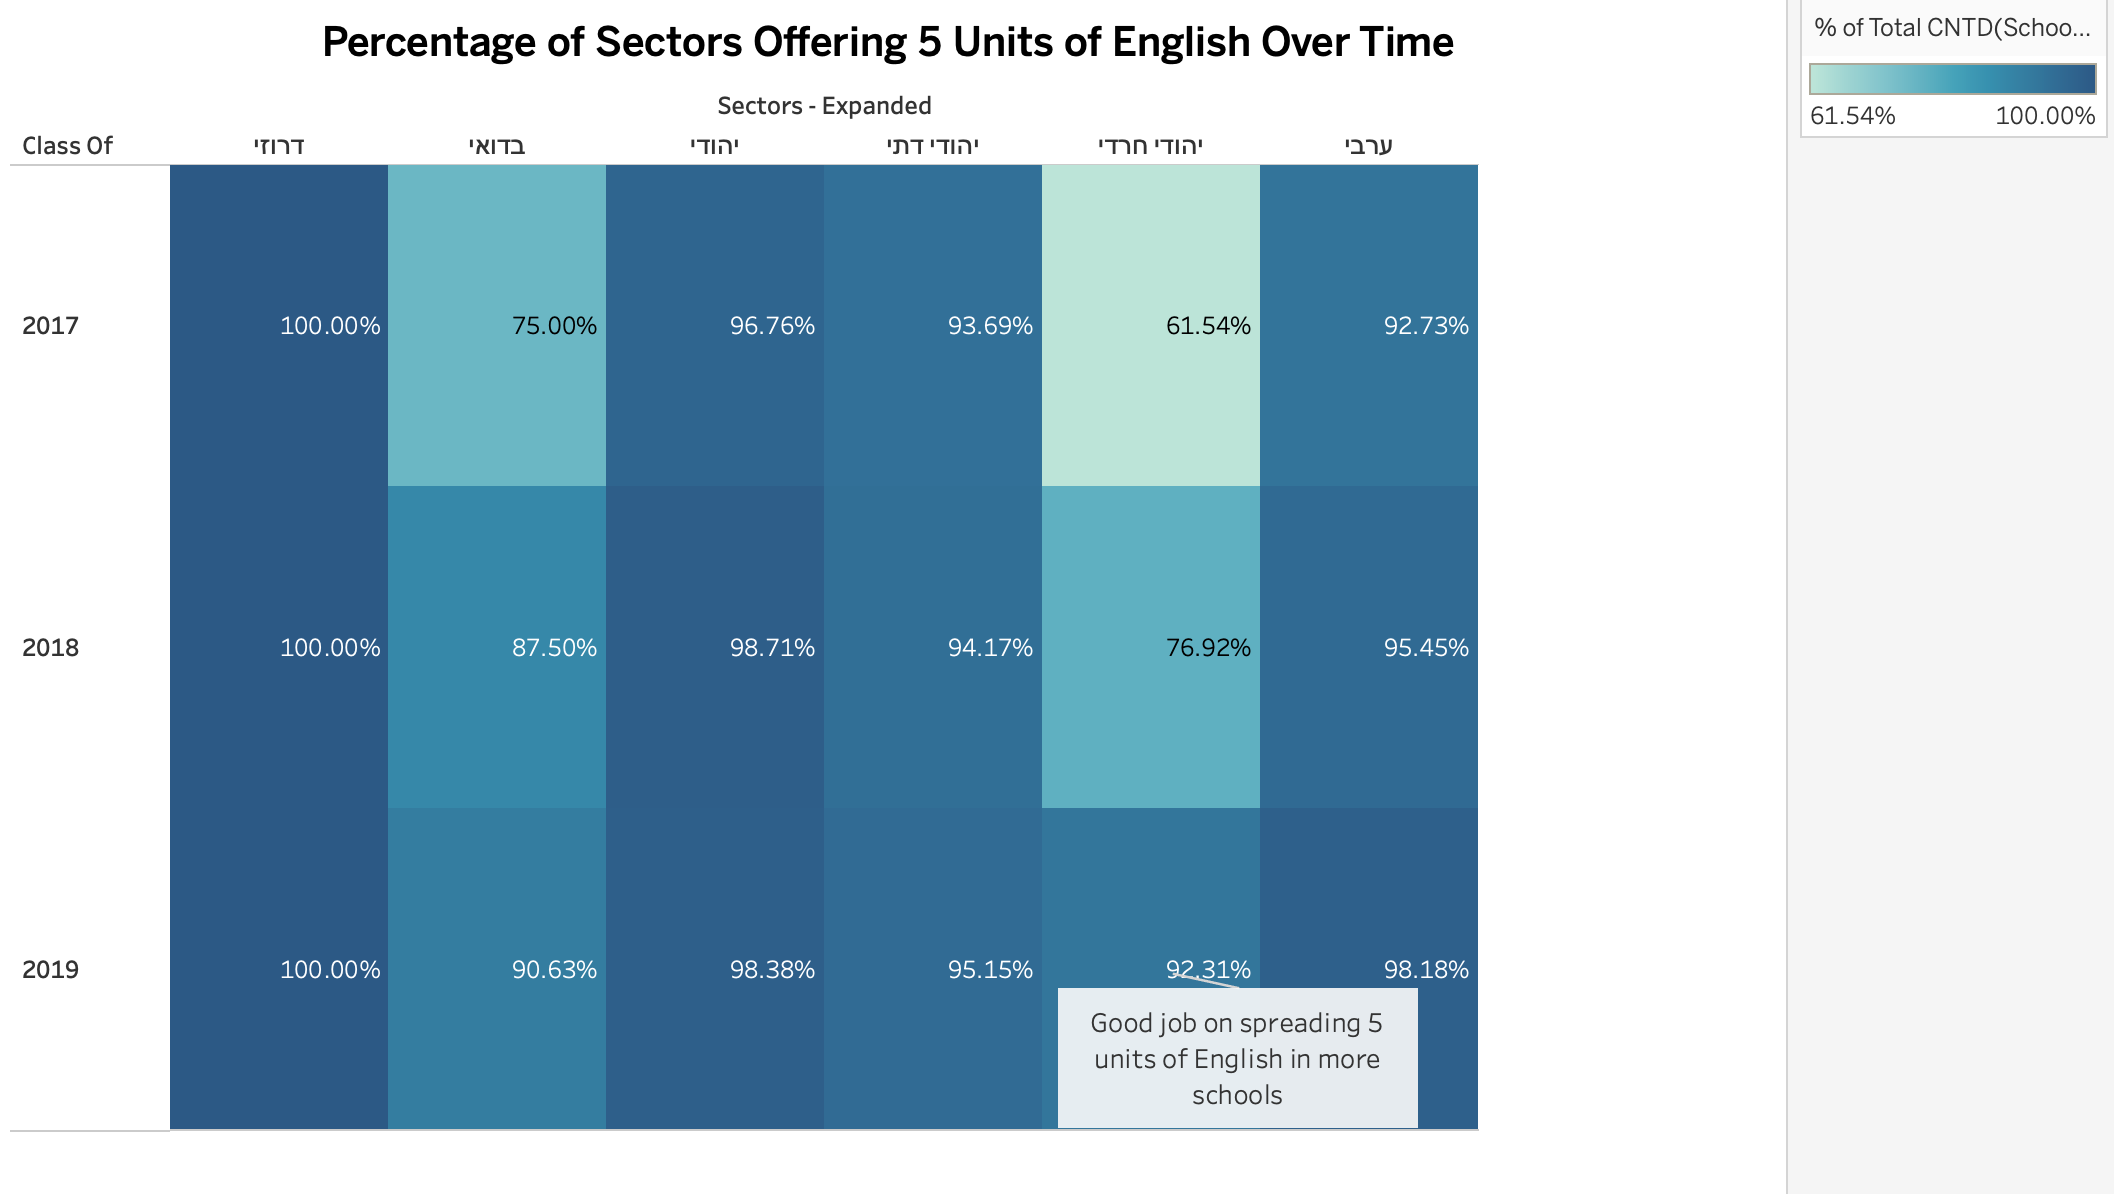 Percentage of Sectors Offering 5 Units of English Over Time
% of Total CNTD(Schoo...
61.54% 100.00%
Sectors - Expanded
Class Of דרוזי בדואי יהודי יהודי דתי יהודי חרדי ערבי
2017 100.00% 75.00% 96.76% 93.69% 61.54% 92.73%
2018 100.00% 87.50% 98.71% 94.17% 76.92% 95.45%
2019 100.00% 90.63% 98.38% 95.15% 92.31% 98.18%
Good job on spreading 5
units of English in more
schools